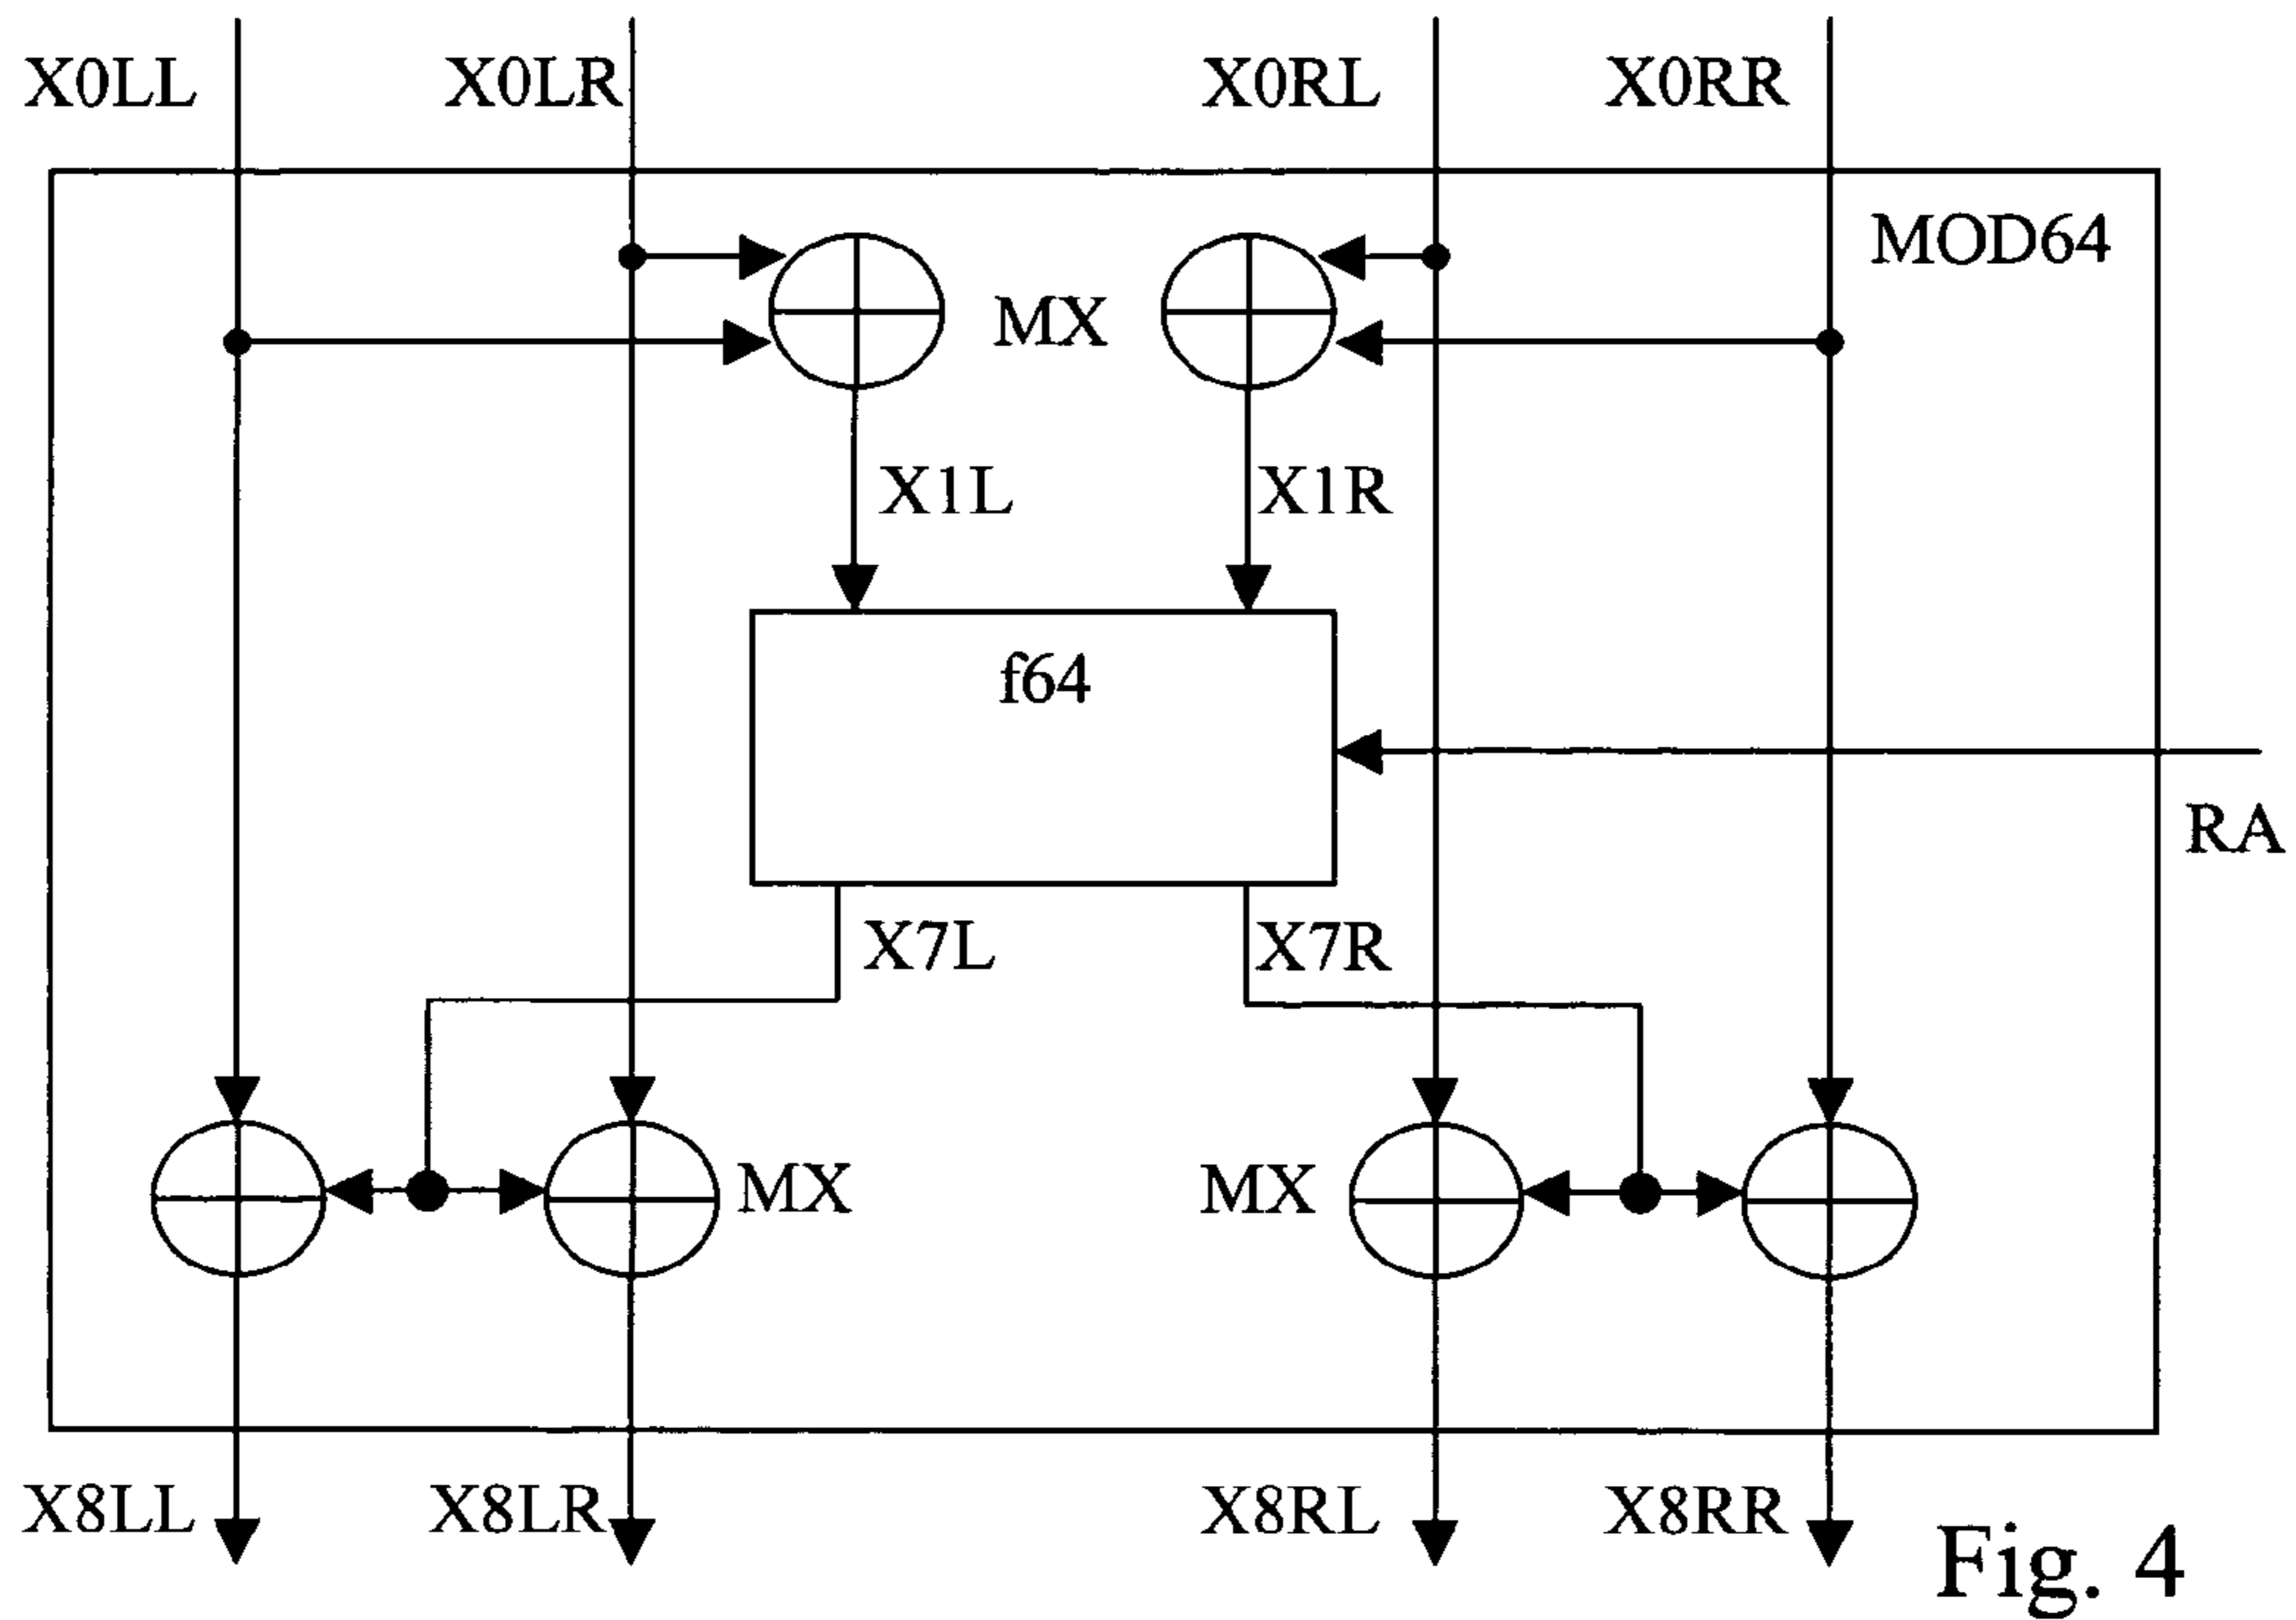 X0LL X0LR X0RL X0RR
MOD64
MX
X1L X1R
f64
RA
X7L X7R
MX MX
X8LL X8LR X8RL X8RR
Fig. 4